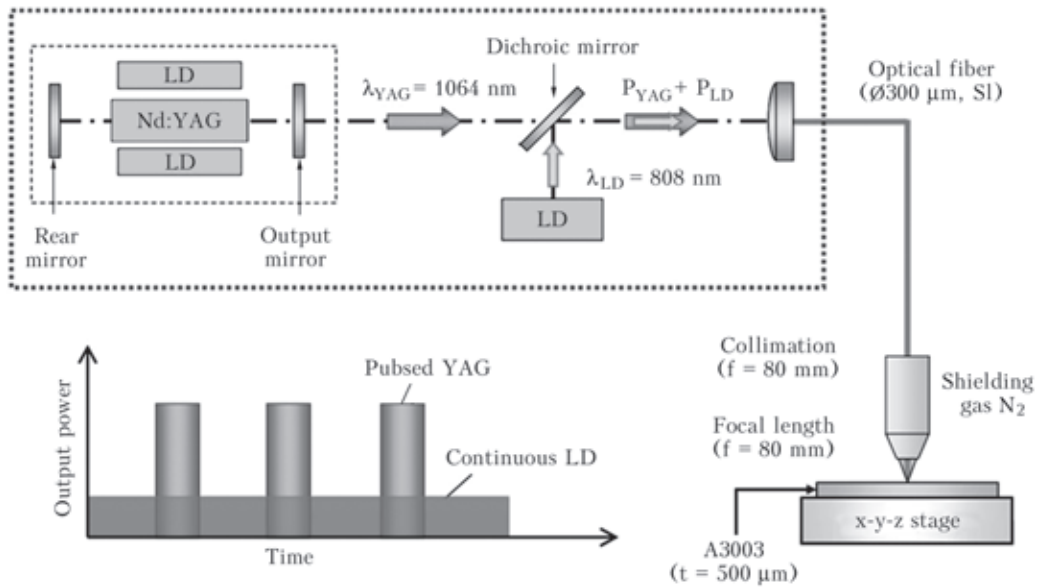 Dichroic mirror
LD
λYAG = 1064 nm
PYAG + PLD
Optical fiber
(Ø300 μm, Sl)
Nd:YAG
LD
λLD = 808 nm
LD
Rear
mirror
Output
mirror
Output power
Pubsed YAG
Continuous LD
Time
Collimation
(f = 80 mm)
Shielding
gas N2
Focal length
(f = 80 mm)
x-y-z stage
A3003
(t = 500 μm)